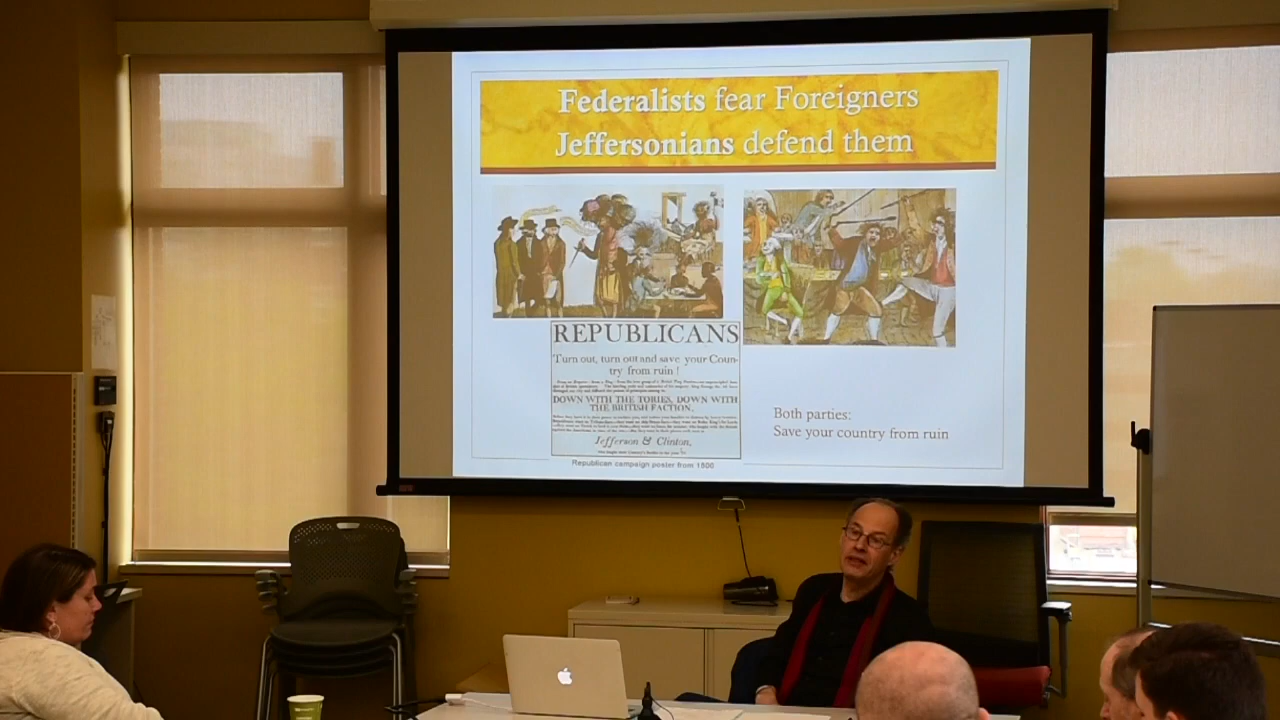 Federalists fear Foreigners
Jeffersonians defend them
REPUBLICANS
Turn out, turn out and save your Coun-
try from ruin!
DOWN WITH THE TORIES, DOWN WITH
THE BRITISH FACTION,
Jefferson & Clinton,
Republican campaign poster from 1800
Both parties:
Save your country from ruin